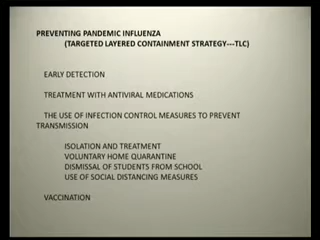 PREVENTING PANDEMIC INFLUENZA
(TARGETED LAYERED CONTAINMENT STRATEGY---TLC)
EARLY DETECTION
TREATMENT WITH ANTIVIRAL MEDICATIONS
THE USE OF INFECTION CONTROL MEASURES TO PREVENT
TRANSMISSION
ISOLATION AND TREATMENT
VOLUNTARY HOME QUARANTINE
DISMISSAL OF STUDENTS FROM SCHOOL
USE OF SOCIAL DISTANCING MEASURES
VACCINATION